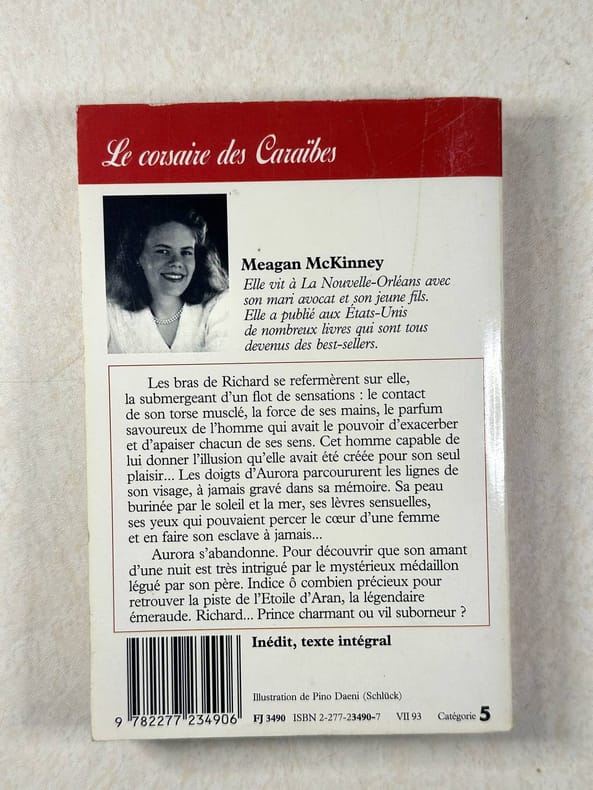 Le corsaire des Caraïbes
Meagan McKinney
Elle vit à La Nouvelle-Orléans avec
son mari avocat et son jeune fils.
Elle a publié aux États-Unis
de nombreux livres qui sont tous
devenus des best-sellers.
Les bras de Richard se refermèrent sur elle,
la submergeant d'un flot de sensations : le contact
de son torse musclé, la force de ses mains, le parfum
savoureux de l'homme qui avait le pouvoir d'exacerber
et d'apaiser chacun de ses sens. Cet homme capable de
lui donner l'illusion qu'elle avait été créée pour son seul
plaisir... Les doigts d'Aurora parcoururent les lignes de
son visage, à jamais gravé dans sa mémoire. Sa peau
burinée par le soleil et la mer, ses lèvres sensuelles,
ses yeux qui pouvaient percer le cœur d'une femme
et en faire son esclave à jamais...
Aurora s'abandonne. Pour découvrir que son amant
d'une nuit est très intrigué par le mystérieux médaillon
légué par son père. Indice ô combien précieux pour
retrouver la piste de l'Etoile d'Aran, la légendaire
émeraude. Richard... Prince charmant ou vil suborneur ?
Inédit, texte intégral
Illustration de Pino Daeni (Schlück)
9 782277 234906 FJ 3490 ISBN 2-277-23490-7 VII 93 Catégorie 5